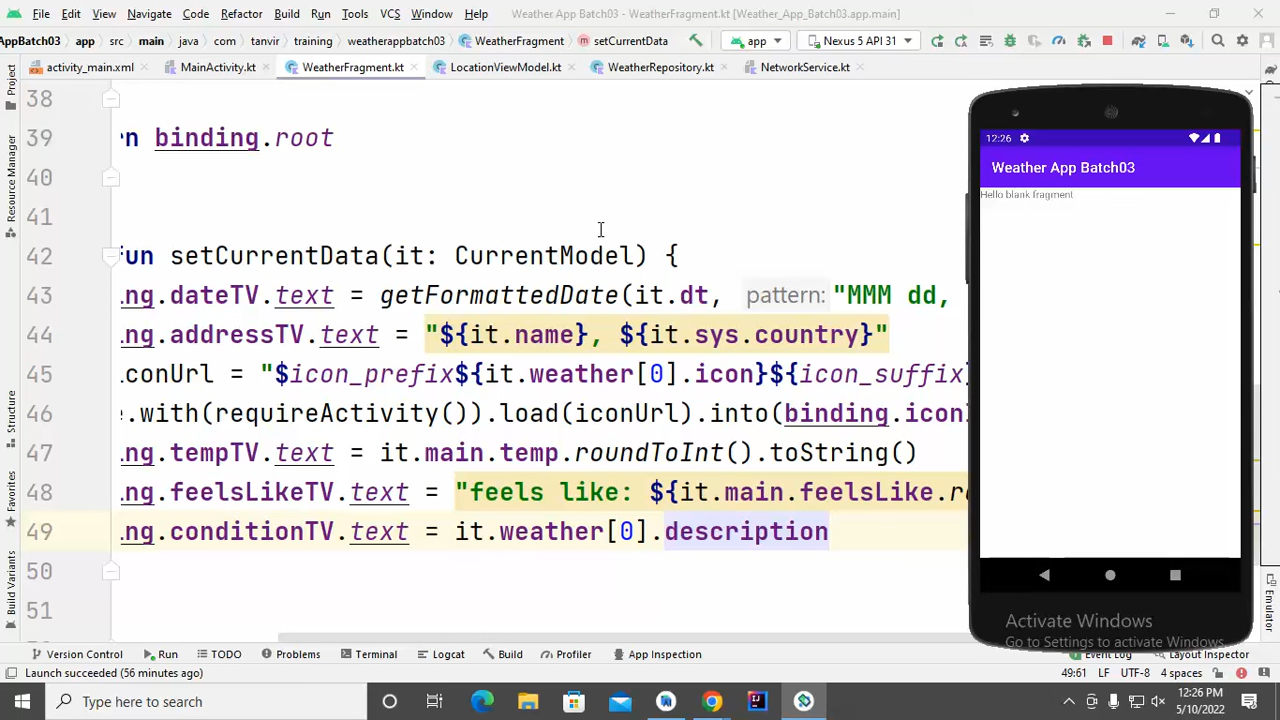 File Edit View Navigate Code Refactor Build Run Tools VCS Window Help Weather App Batch03 - WeatherFragment.kt [Weather_App_Batch03.app.main]
AppBatch03 app src main java com tanvir training weatherappbatch03 WeatherFragment setCurrentData app Nexus 5 API 31
activity_main.xml MainActivity.kt WeatherFragment.kt LocationViewModel.kt WeatherRepository.kt NetworkService.kt
Project
Resource Manager
Structure
Favorites
Build Variants
38
39 rn binding.root
40
41
42 fun setCurrentData(it: CurrentModel) {
43 ing.dateTV.text = getFormattedDate(it.dt, pattern: "MMM dd,
44 ing.addressTV.text = "${it.name}, ${it.sys.country}"
45 iconUrl = "$icon_prefix${it.weather[0].icon}${icon_suffix}
46 e.with(requireActivity()).load(iconUrl).into(binding.icon
47 ing.tempTV.text = it.main.temp.roundToInt().toString()
48 ing.feelsLikeTV.text = "feels like: ${it.main.feelsLike.ro
49 ing.conditionTV.text = it.weather[0].description
50
51
12:26
Weather App Batch03
Hello blank fragment
Activate Windows
Go to Settings to activate Windows.
Emulator
Version Control Run TODO Problems Terminal Logcat Build Profiler App Inspection Event Log Layout Inspector
Launch succeeded (56 minutes ago) 49:61 LF UTF-8 4 spaces
Type here to search
12:26 PM
5/10/2022